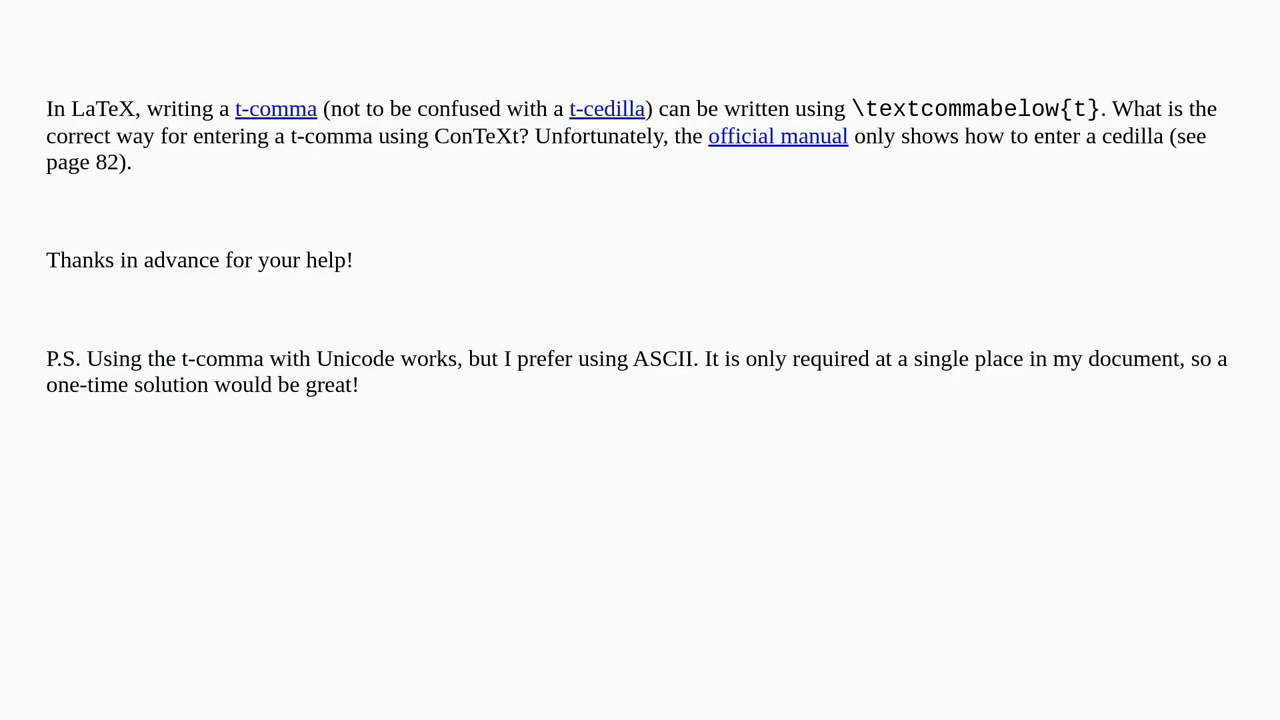 In LaTeX, writing a t-comma (not to be confused with a t-cedilla) can be written using \textcommabelow{t}. What is the
correct way for entering a t-comma using ConTeXt? Unfortunately, the official manual only shows how to enter a cedilla (see
page 82).
Thanks in advance for your help!
P.S. Using the t-comma with Unicode works, but I prefer using ASCII. It is only required at a single place in my document, so a
one-time solution would be great!